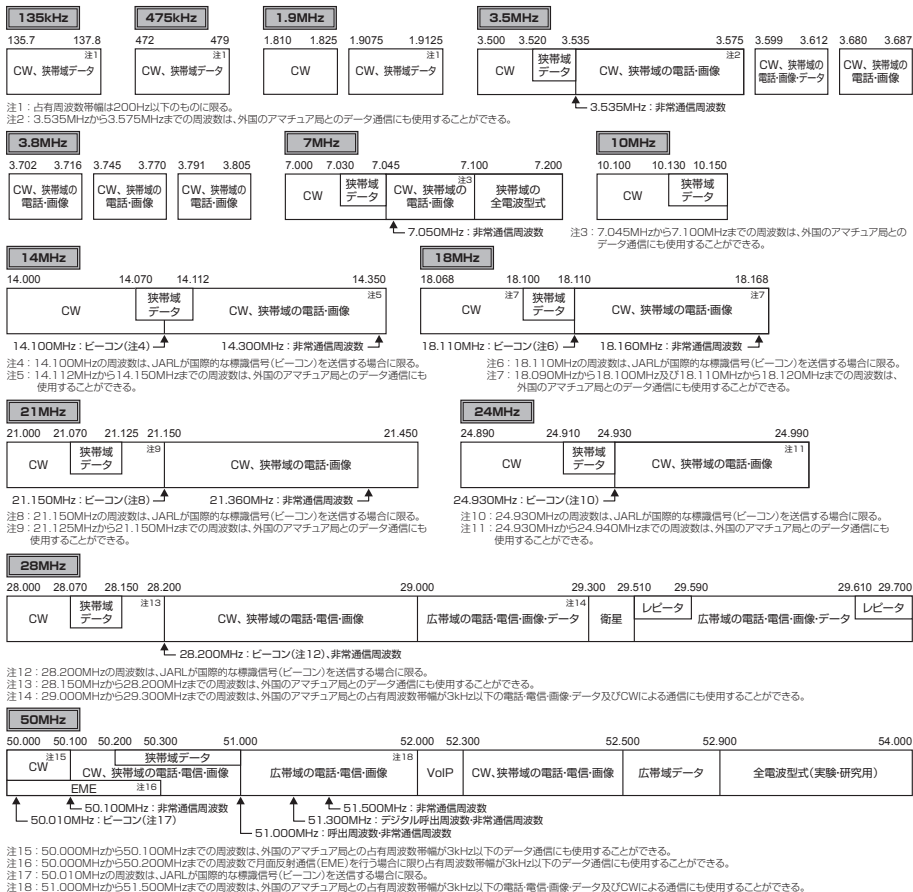 135kHz
475kHz
1.9MHz
3.5MHz
135.7 137.8
472 479
1.810 1.825 1.9075 1.9125
3.500 3.520 3.535 3.575 3.599 3.612 3.680 3.687
注1
CW、狭帯域データ
注1
CW、狭帯域データ
CW
注1
CW、狭帯域データ
CW
狭帯域
データ
注2
CW、狭帯域の電話・画像
CW、狭帯域の
電話・画像・データ
CW、狭帯域の
電話・画像
3.535MHz：非常通信周波数
注1：占有周波数帯幅は200Hz以下のものに限る。
注2：3.535MHzから3.575MHzまでの周波数は、外国のアマチュア局とのデータ通信にも使用することができる。
3.8MHz
7MHz
10MHz
3.702 3.716 3.745 3.770 3.791 3.805
7.000 7.030 7.045 7.100 7.200
10.100 10.130 10.150
CW、狭帯域の
電話・画像
CW、狭帯域の
電話・画像
CW、狭帯域の
電話・画像
CW
狭帯域
データ
注3
CW、狭帯域の
電話・画像
狭帯域の
全電波型式
CW
狭帯域
データ
7.050MHz：非常通信周波数
注3：7.045MHzから7.100MHzまでの周波数は、外国のアマチュア局との
データ通信にも使用することができる。
14MHz
18MHz
14.000 14.070 14.112 14.350
18.068 18.100 18.110 18.168
CW
狭帯域
データ
注5
CW、狭帯域の電話・画像
CW
注7
狭帯域
データ
注7
CW、狭帯域の電話・画像
14.100MHz：ビーコン(注4)
14.300MHz：非常通信周波数
18.110MHz：ビーコン(注6)
18.160MHz：非常通信周波数
注4：14.100MHzの周波数は、JARLが国際的な標識信号(ビーコン)を送信する場合に限る。
注5：14.112MHzから14.150MHzまでの周波数は、外国のアマチュア局とのデータ通信にも
使用することができる。
注6：18.110MHzの周波数は、JARLが国際的な標識信号(ビーコン)を送信する場合に限る。
注7：18.090MHzから18.100MHz及び18.110MHzから18.120MHzまでの周波数は、
外国のアマチュア局とのデータ通信にも使用することができる。
21MHz
24MHz
21.000 21.070 21.125 21.150 21.450
24.890 24.910 24.930 24.990
CW
狭帯域
データ
注9
CW、狭帯域の電話・画像
CW
狭帯域
データ
注11
CW、狭帯域の電話・画像
21.150MHz：ビーコン(注8)
21.360MHz：非常通信周波数
24.930MHz：ビーコン(注10)
注8：21.150MHzの周波数は、JARLが国際的な標識信号(ビーコン)を送信する場合に限る。
注9：21.125MHzから21.150MHzまでの周波数は、外国のアマチュア局とのデータ通信にも
使用することができる。
注10：24.930MHzの周波数は、JARLが国際的な標識信号(ビーコン)を送信する場合に限る。
注11：24.930MHzから24.940MHzまでの周波数は、外国のアマチュア局とのデータ通信にも
使用することができる。
28MHz
28.000 28.070 28.150 28.200 29.000 29.300 29.510 29.590 29.610 29.700
CW
狭帯域
データ
注13
CW、狭帯域の電話・電信・画像
注14
広帯域の電話・電信・画像・データ
衛星
レピータ
広帯域の電話・電信・画像・データ
レピータ
28.200MHz：ビーコン(注12)、非常通信周波数
注12：28.200MHzの周波数は、JARLが国際的な標識信号(ビーコン)を送信する場合に限る。
注13：28.150MHzから28.200MHzまでの周波数は、外国のアマチュア局とのデータ通信にも使用することができる。
注14：29.000MHzから29.300MHzまでの周波数は、外国のアマチュア局との占有周波数帯幅が3kHz以下の電話・電信・画像・データ及びCWによる通信にも使用することができる。
50MHz
50.000 50.100 50.200 50.300 51.000 52.000 52.300 52.500 52.900 54.000
注15
CW
狭帯域データ
CW、狭帯域の電話・電信・画像
EME 注16
注18
広帯域の電話・電信・画像
VoIP
CW、狭帯域の電話・電信・画像
広帯域データ
全電波型式(実験・研究用)
50.100MHz：非常通信周波数
50.010MHz：ビーコン(注17)
51.500MHz：非常通信周波数
51.300MHz：デジタル呼出周波数・非常通信周波数
51.000MHz：呼出周波数・非常通信周波数
注15：50.000MHzから50.100MHzまでの周波数は、外国のアマチュア局との占有周波数帯幅が3kHz以下のデータ通信にも使用することができる。
注16：50.000MHzから50.200MHzまでの周波数で月面反射通信(EME)を行う場合に限り占有周波数帯幅が3kHz以下のデータ通信にも使用することができる。
注17：50.010MHzの周波数は、JARLが国際的な標識信号(ビーコン)を送信する場合に限る。
注18：51.000MHzから51.500MHzまでの周波数は、外国のアマチュア局との占有周波数帯幅が3kHz以下の電話・電信・画像・データ及びCWによる通信にも使用することができる。